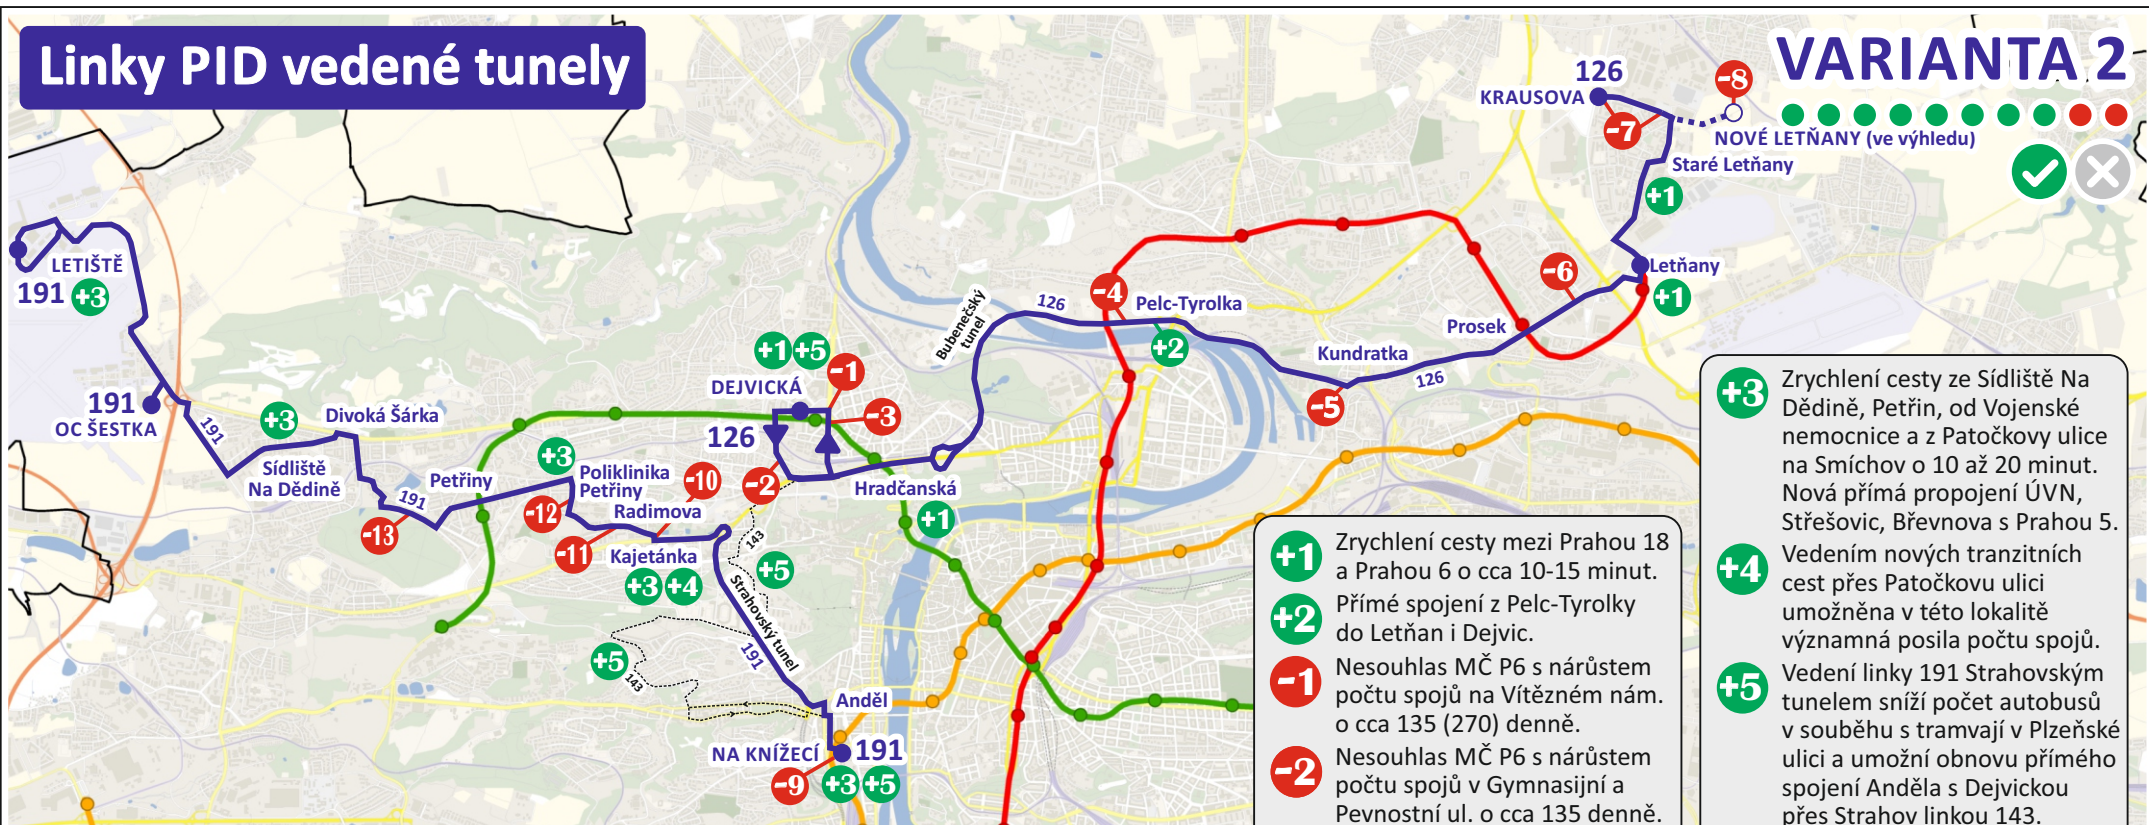 Linky PID vedené tunely
VARIANTA 2
126
KRAUSOVA
-8
-7
NOVÉ LETŇANY (ve výhledu)
Staré Letňany
+1
LETIŠTĚ
191 +3
-6
Letňany
+1
Bubenečský
tunel
126
-4
Pelc-Tyrolka
+2
Prosek
Kundratka
126
-5
+1 +5
-1
DEJVICKÁ
-3
126
-2
Hradčanská
+1
191
OC ŠESTKA
191
+3
Divoká Šárka
Sídliště
Na Dědině
Petřiny
191
-13
+3
Poliklinika
Petřiny
-10
Radimova
-12
-11
Kajetánka
+3 +4
143
+5
Strahovský tunel
191
+5
143
Anděl
NA KNÍŽECÍ
191
-9
+3 +5
+1 Zrychlení cesty mezi Prahou 18
a Prahou 6 o cca 10-15 minut.
+2 Přímé spojení z Pelc-Tyrolky
do Letňan i Dejvic.
-1 Nesouhlas MČ P6 s nárůstem
počtu spojů na Vítězném nám.
o cca 135 (270) denně.
-2 Nesouhlas MČ P6 s nárůstem
počtu spojů v Gymnasijní a
Pevnostní ul. o cca 135 denně.
+3 Zrychlení cesty ze Sídliště Na
Dědině, Petřin, od Vojenské
nemocnice a z Patočkovy ulice
na Smíchov o 10 až 20 minut.
Nová přímá propojení ÚVN,
Střešovic, Břevnova s Prahou 5.
+4 Vedením nových tranzitních
cest přes Patočkovu ulici
umožněna v této lokalitě
významná posila počtu spojů.
+5 Vedení linky 191 Strahovským
tunelem sníží počet autobusů
v souběhu s tramvají v Plzeňské
ulici a umožní obnovu přímého
spojení Anděla s Dejvickou
přes Strahov linkou 143.